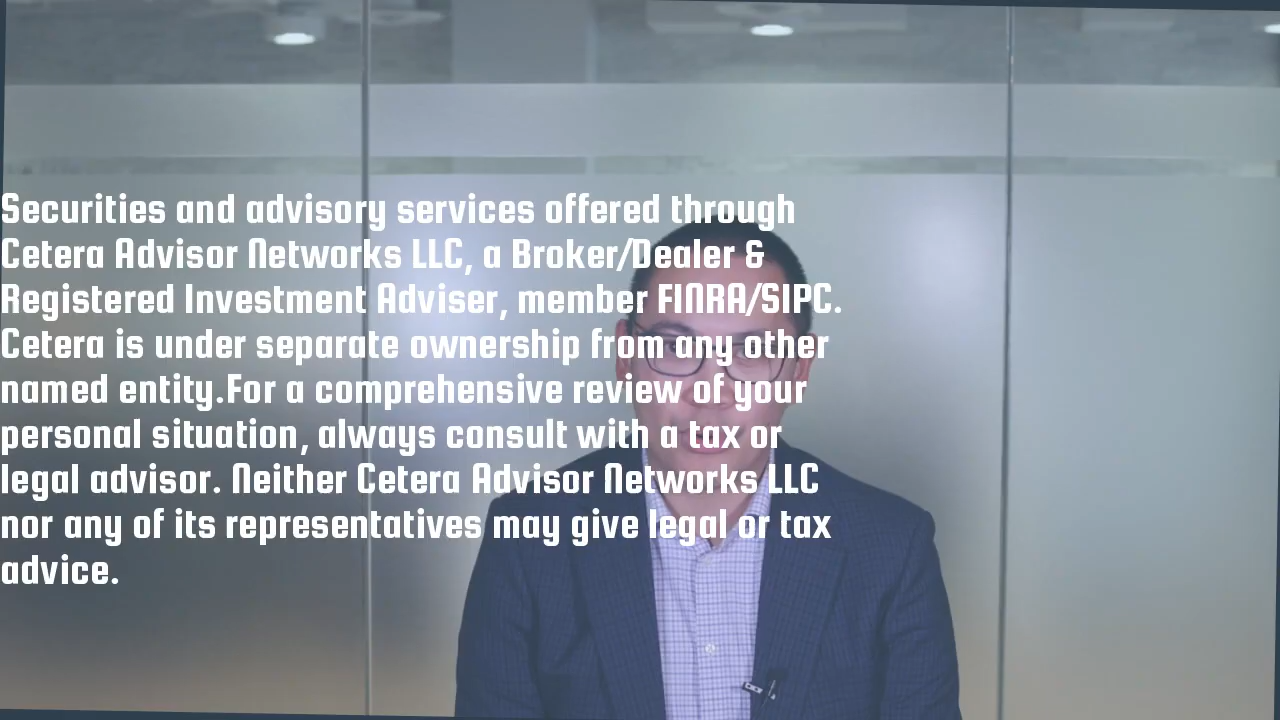 Securities and advisory services offered through
Cetera Advisor Networks LLC, a Broker/Dealer &
Registered Investment Adviser, member FINRA/SIPC.
Cetera is under separate ownership from any other
named entity.For a comprehensive review of your
personal situation, always consult with a tax or
legal advisor. Neither Cetera Advisor Networks LLC
nor any of its representatives may give legal or tax
advice.